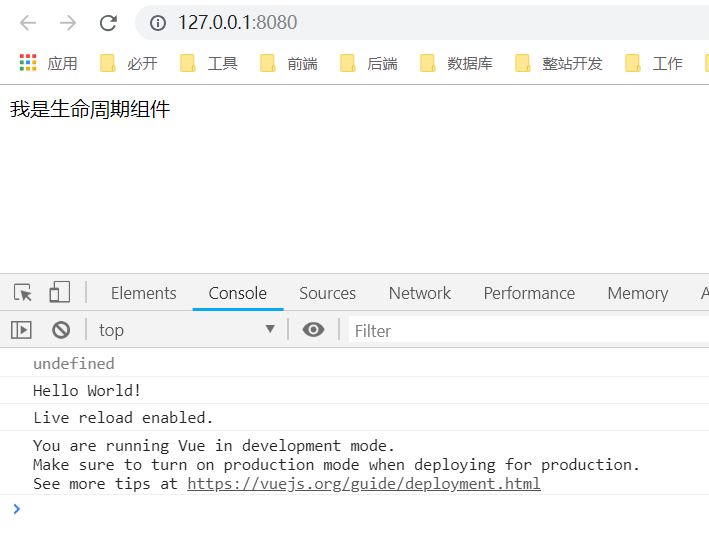 127.0.0.1:8080
应用 必开 工具 前端 后端 数据库 整站开发 工作
我是生命周期组件
Elements Console Sources Network Performance Memory A
top Filter
undefined
Hello World!
Live reload enabled.
You are running Vue in development mode.
Make sure to turn on production mode when deploying for production.
See more tips at https://vuejs.org/guide/deployment.html